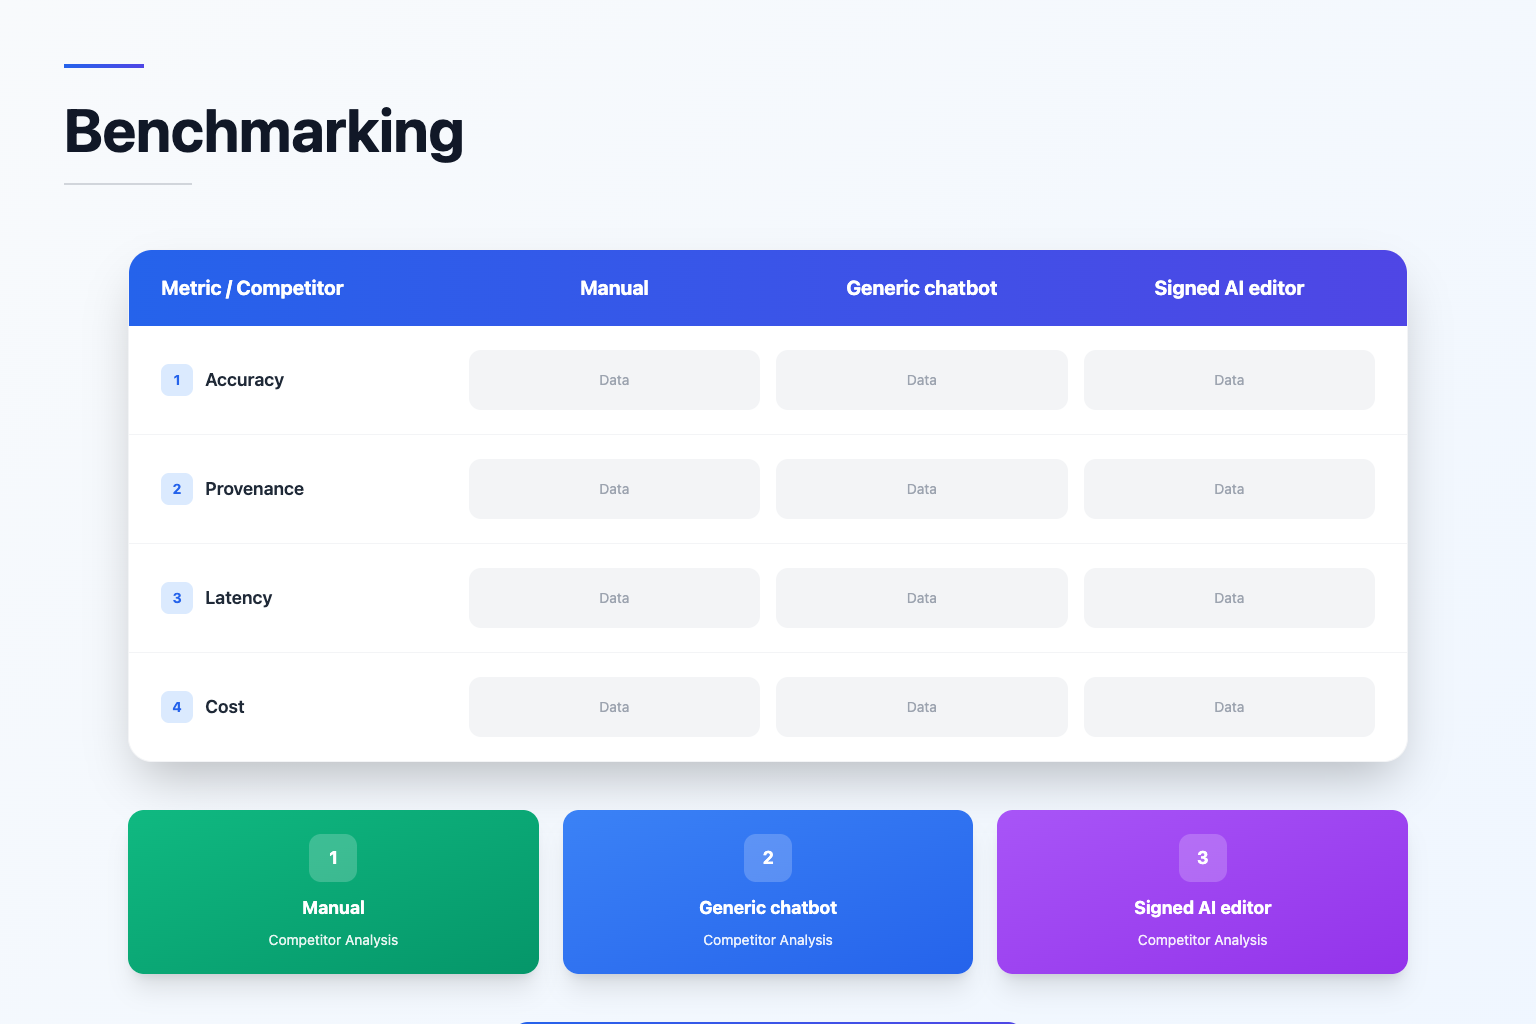 Benchmarking
Metric / Competitor Manual Generic chatbot Signed AI editor
1 Accuracy Data Data Data
2 Provenance Data Data Data
3 Latency Data Data Data
4 Cost Data Data Data
1
Manual
Competitor Analysis
2
Generic chatbot
Competitor Analysis
3
Signed AI editor
Competitor Analysis